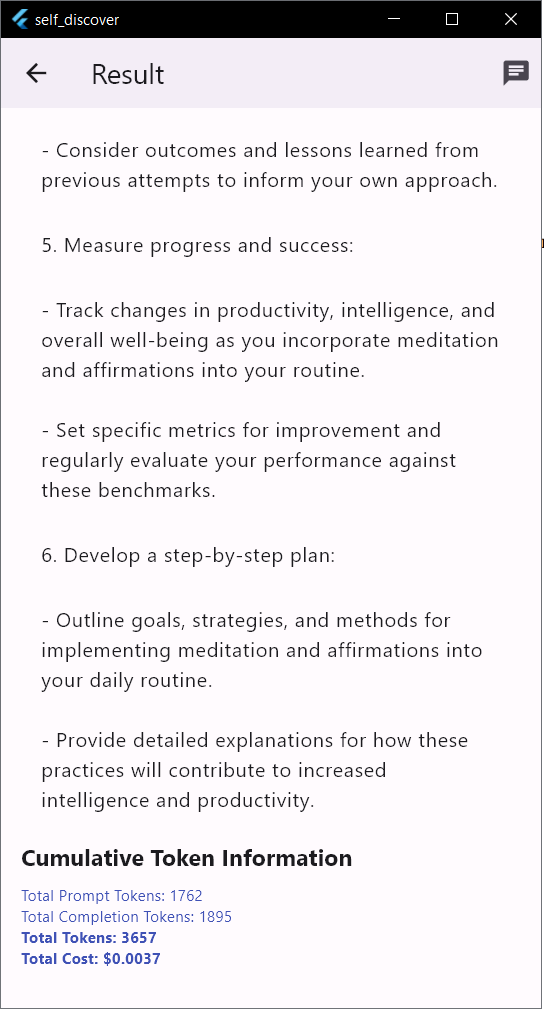 self_discover
Result
- Consider outcomes and lessons learned from
previous attempts to inform your own approach.
5. Measure progress and success:
- Track changes in productivity, intelligence, and
overall well-being as you incorporate meditation
and affirmations into your routine.
- Set specific metrics for improvement and
regularly evaluate your performance against
these benchmarks.
6. Develop a step-by-step plan:
- Outline goals, strategies, and methods for
implementing meditation and affirmations into
your daily routine.
- Provide detailed explanations for how these
practices will contribute to increased
intelligence and productivity.
Cumulative Token Information
Total Prompt Tokens: 1762
Total Completion Tokens: 1895
Total Tokens: 3657
Total Cost: $0.0037